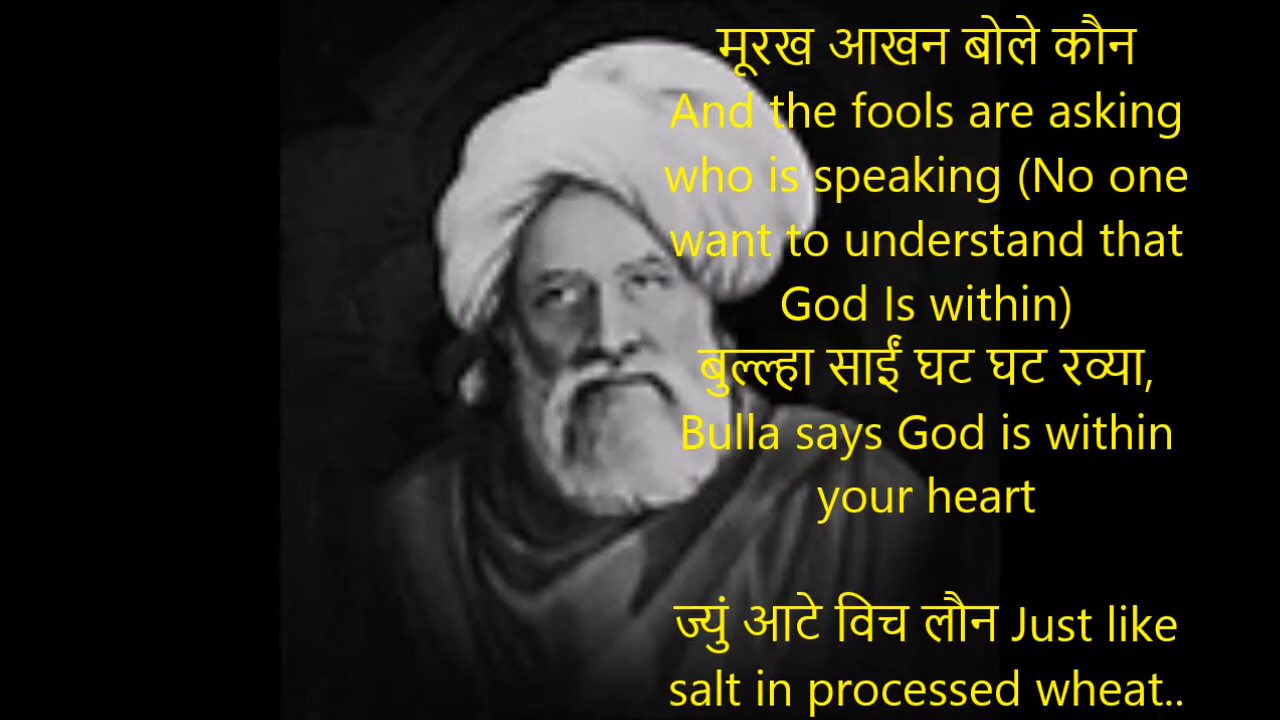 मूरख आखन बोले कौन
And the fools are asking
who is speaking (No one
want to understand that
God Is within)
बुल्ल्हा साईं घट घट रव्या,
Bulla says God is within
your heart
ज्युं आटे विच लौन Just like
salt in processed wheat..